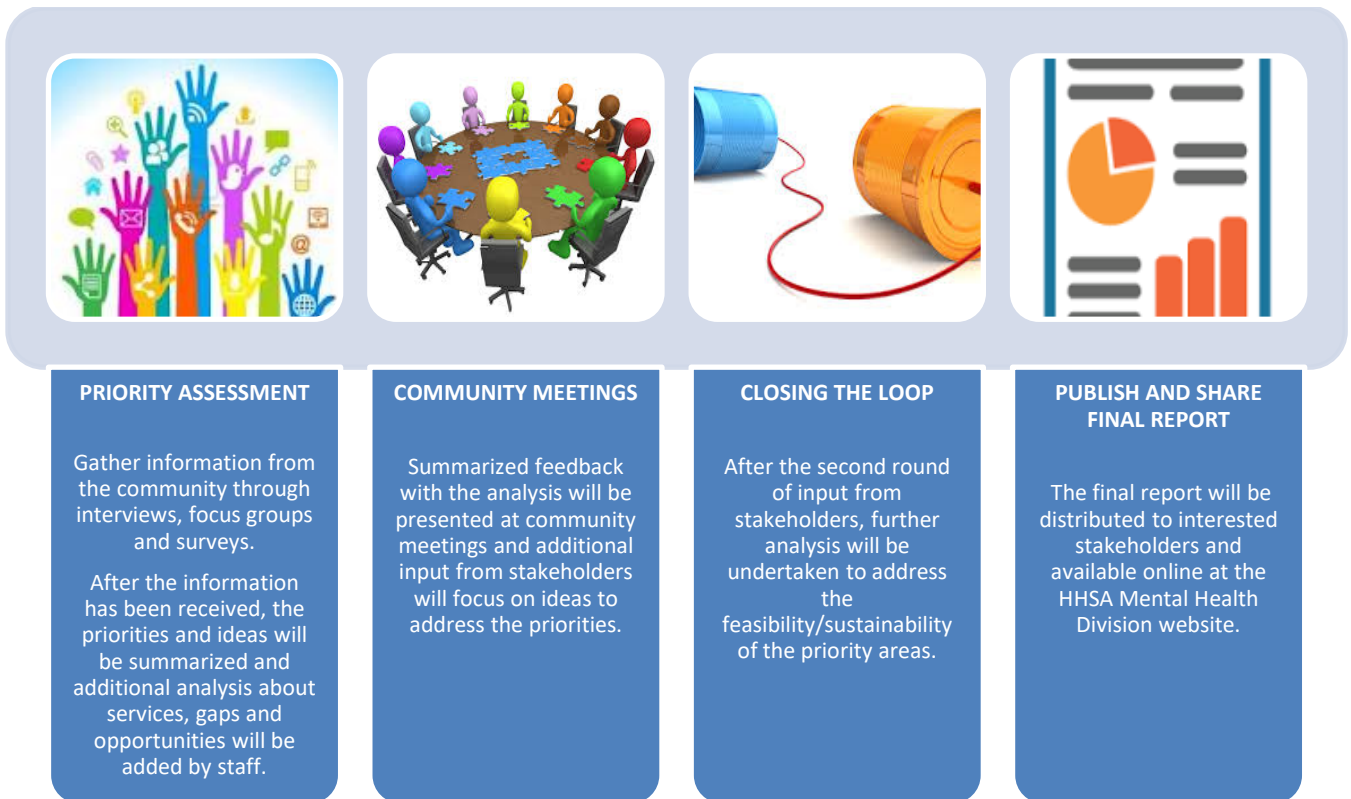 PRIORITY ASSESSMENT
Gather information from
the community through
interviews, focus groups
and surveys.
After the information
has been received, the
priorities and ideas will
be summarized and
additional analysis about
services, gaps and
opportunities will be
added by staff.
COMMUNITY MEETINGS
Summarized feedback
with the analysis will be
presented at community
meetings and additional
input from stakeholders
will focus on ideas to
address the priorities.
CLOSING THE LOOP
After the second round
of input from
stakeholders, further
analysis will be
undertaken to address
the
feasibility/sustainability
of the priority areas.
PUBLISH AND SHARE
FINAL REPORT
The final report will be
distributed to interested
stakeholders and
available online at the
HHSA Mental Health
Division website.